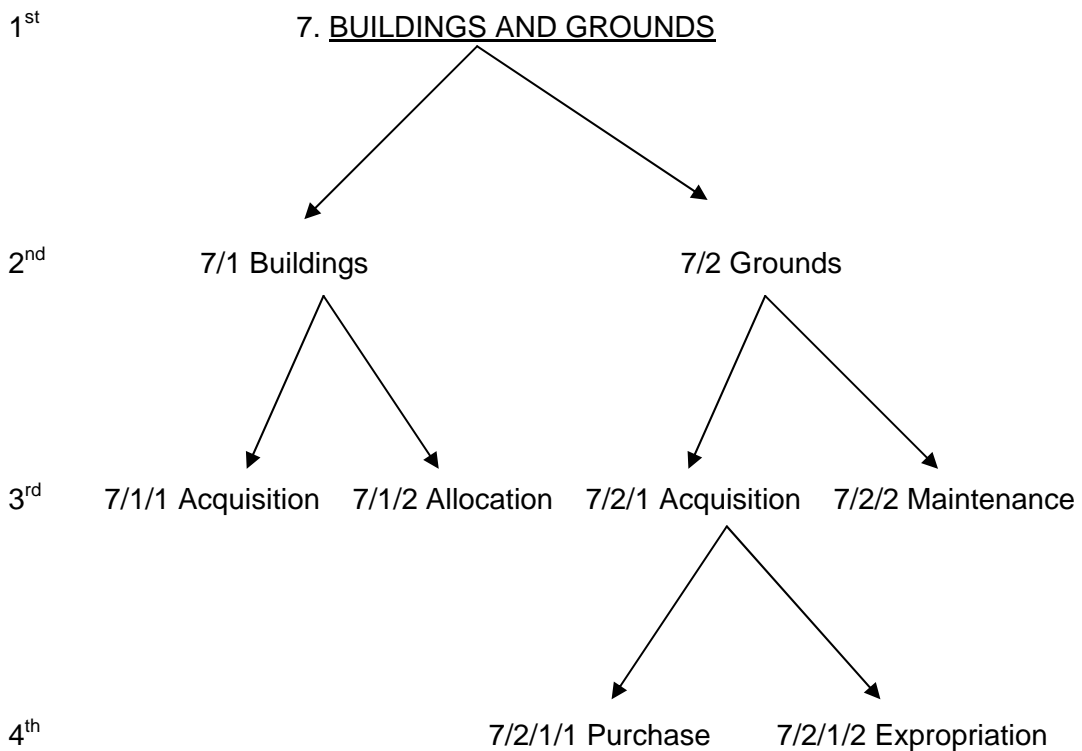 1st 7. BUILDINGS AND GROUNDS
2nd 7/1 Buildings 7/2 Grounds
3rd 7/1/1 Acquisition 7/1/2 Allocation 7/2/1 Acquisition 7/2/2 Maintenance
4th 7/2/1/1 Purchase 7/2/1/2 Expropriation